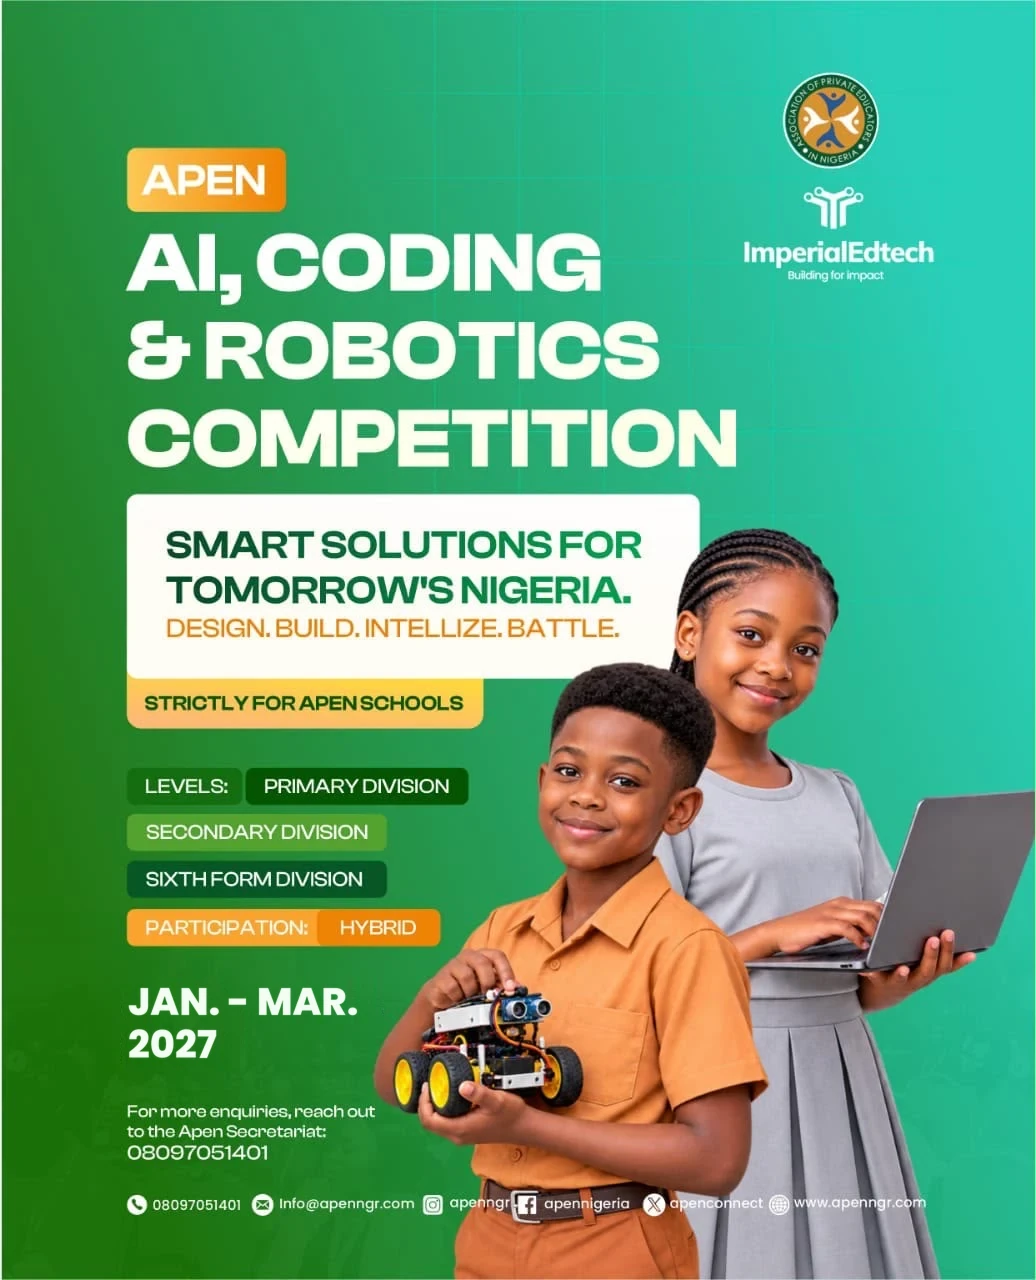 ASSOCIATION OF PRIVATE EDUCATORS
IN NIGERIA
ImperialEdtech
Building for impact
APEN
AI, CODING
& ROBOTICS
COMPETITION
SMART SOLUTIONS FOR
TOMORROW'S NIGERIA.
DESIGN. BUILD. INTELLIZE. BATTLE.
STRICTLY FOR APEN SCHOOLS
LEVELS: PRIMARY DIVISION
SECONDARY DIVISION
SIXTH FORM DIVISION
PARTICIPATION: HYBRID
JAN. - MAR.
2027
For more enquiries, reach out
to the Apen Secretariat:
08097051401
08097051401 Info@apenngr.com apenngr apennigeria apenconnect www.apenngr.com